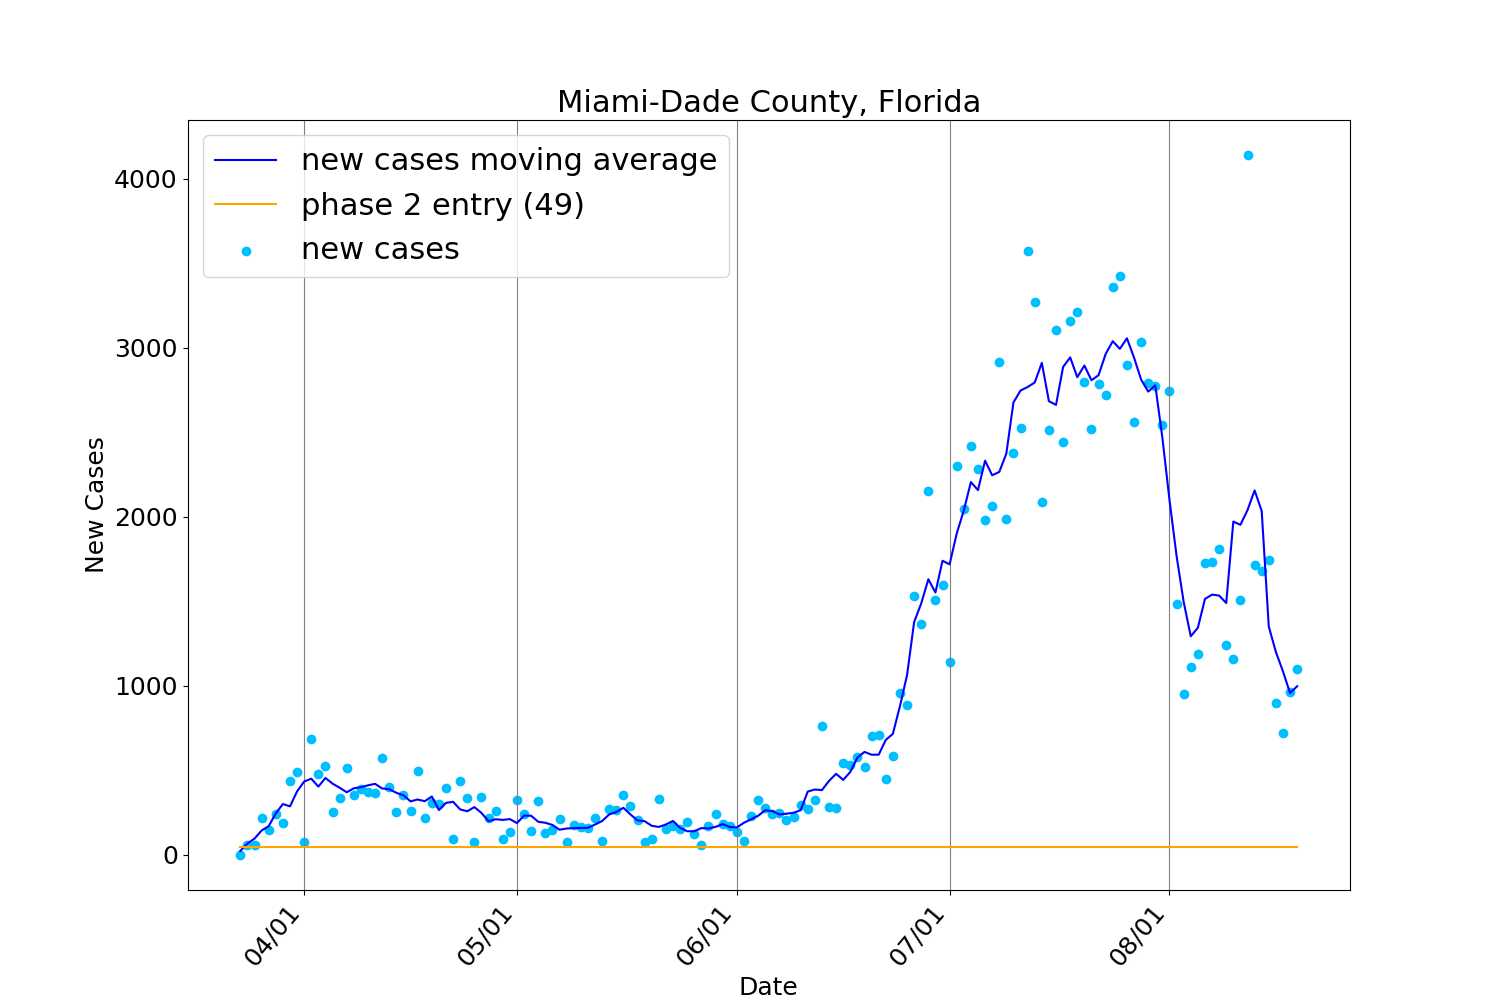 Miami-Dade County, Florida
new cases moving average
phase 2 entry (49)
new cases
4000
3000
2000
1000
0
New Cases
04/01
05/01
06/01
07/01
08/01
Date